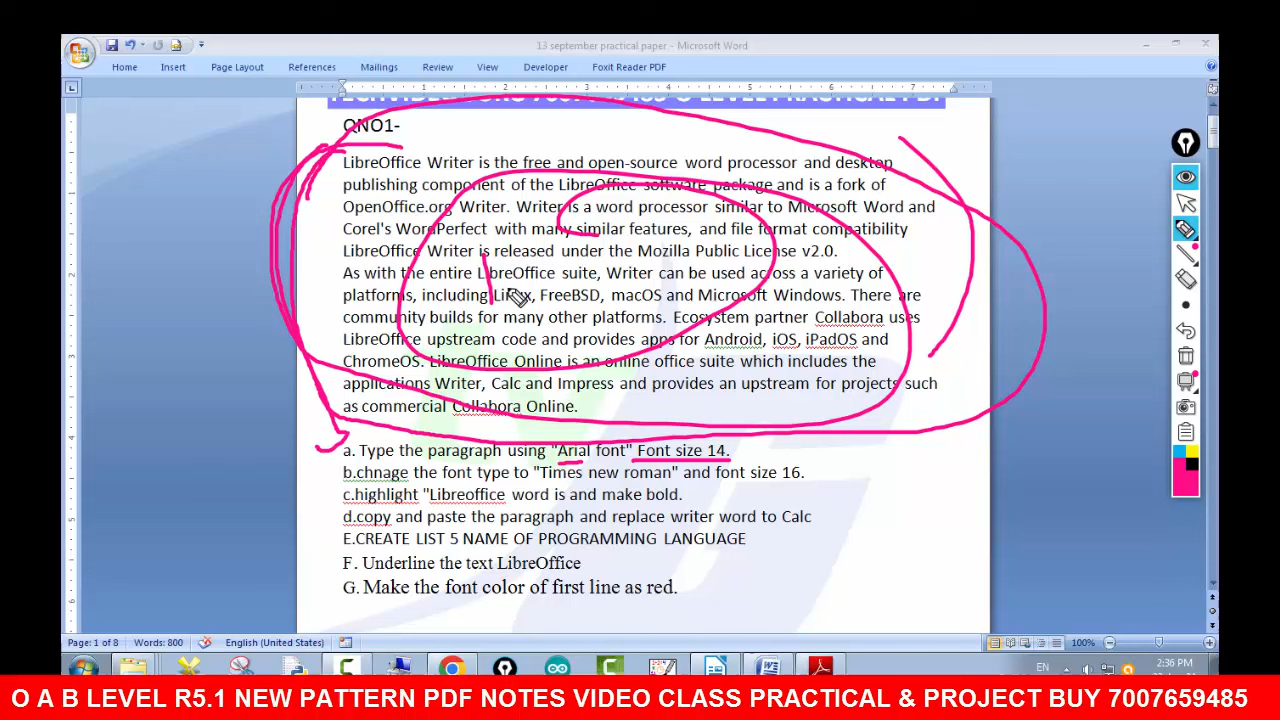 13 september practical paper - Microsoft Word
Home Insert Page Layout References Mailings Review View Developer Foxit Reader PDF
1 2 3 4 5 6 7
QNO1-
LibreOffice Writer is the free and open-source word processor and desktop
publishing component of the LibreOffice software package and is a fork of
OpenOffice.org Writer. Writer is a word processor similar to Microsoft Word and
Corel's WordPerfect with many similar features, and file format compatibility
LibreOffice Writer is released under the Mozilla Public License v2.0.
As with the entire LibreOffice suite, Writer can be used across a variety of
platforms, including Linux, FreeBSD, macOS and Microsoft Windows. There are
community builds for many other platforms. Ecosystem partner Collabora uses
LibreOffice upstream code and provides apps for Android, iOS, iPadOS and
ChromeOS. LibreOffice Online is an online office suite which includes the
applications Writer, Calc and Impress and provides an upstream for projects such
as commercial Collabora Online.
a. Type the paragraph using "Arial font" Font size 14.
b.chnage the font type to "Times new roman" and font size 16.
c.highlight "Libreoffice word is and make bold.
d.copy and paste the paragraph and replace writer word to Calc
E.CREATE LIST 5 NAME OF PROGRAMMING LANGUAGE
F. Underline the text LibreOffice
G. Make the font color of first line as red.
Page: 1 of 8 Words: 800 English (United States) 100%
EN 2:36 PM
O A B LEVEL R5.1 NEW PATTERN PDF NOTES VIDEO CLASS PRACTICAL & PROJECT BUY 7007659485